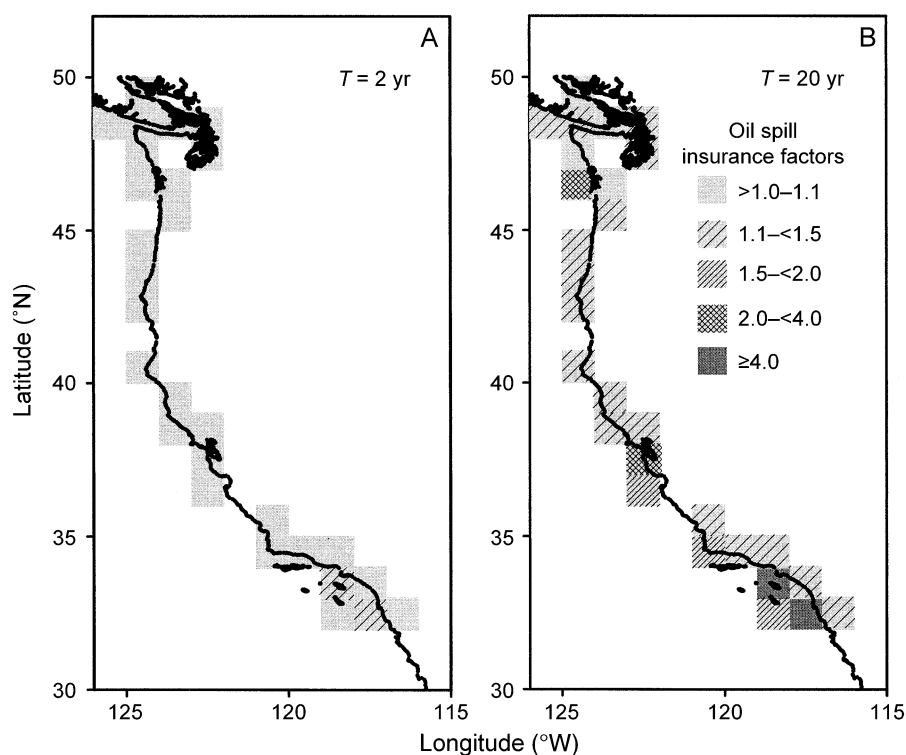 A
T = 2 yr
50
45
40
35
30
125
120
115
Latitude (°N)
B
T = 20 yr
Oil spill
insurance factors
>1.0–1.1
1.1–<1.5
1.5–<2.0
2.0–<4.0
≥4.0
50
45
40
35
30
125
120
115
Longitude (°W)